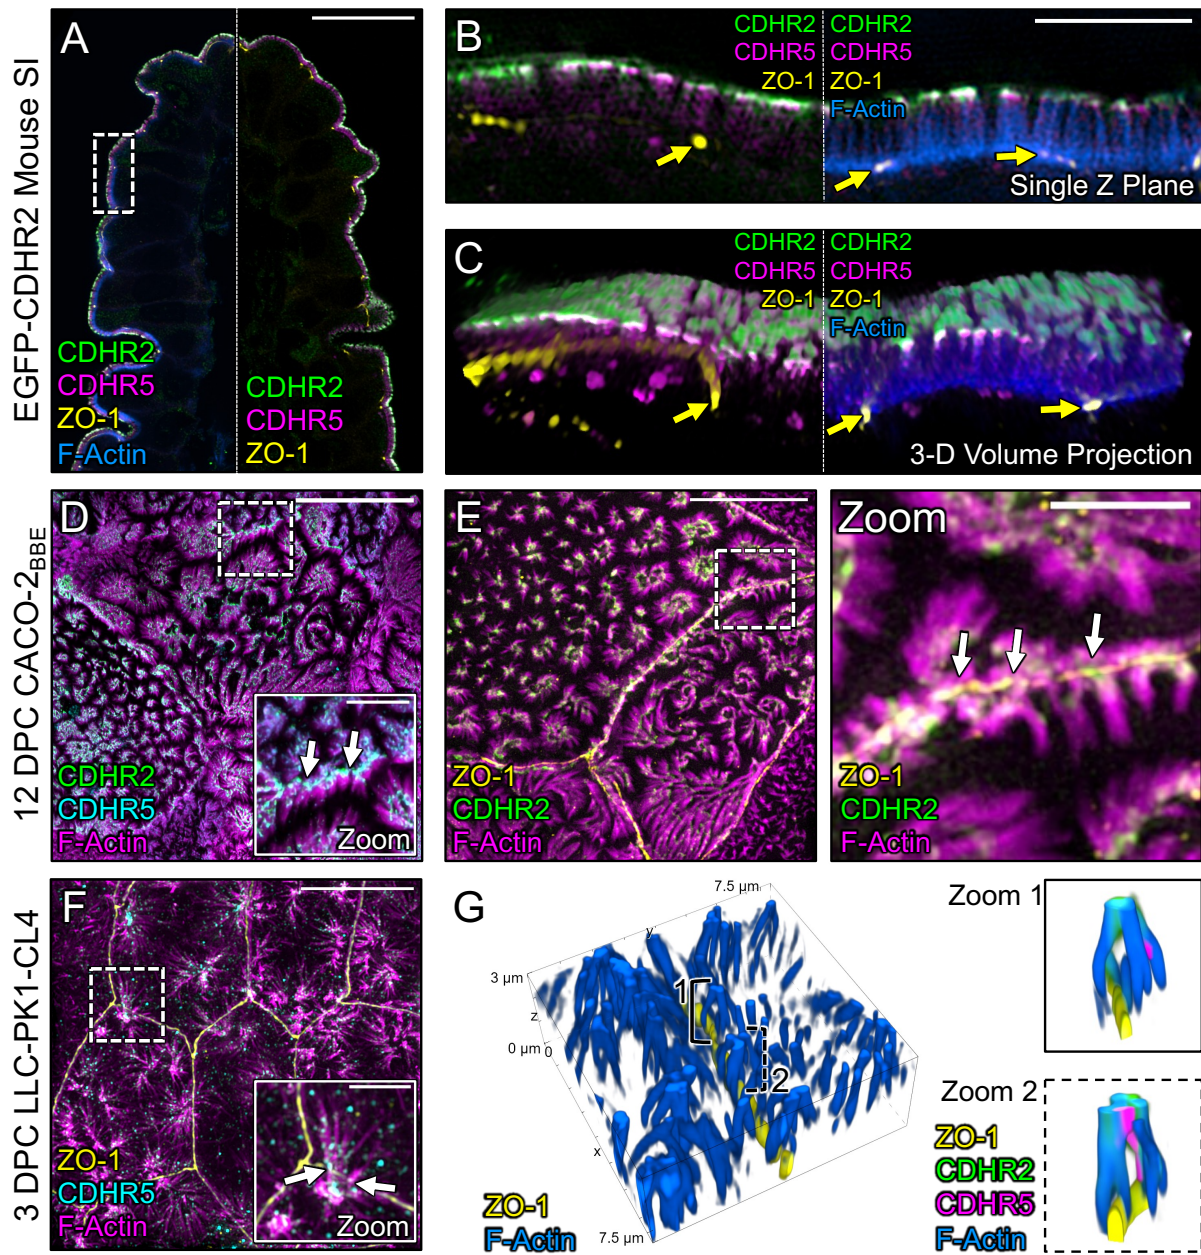 EGFP-CDHR2 Mouse SI
A
CDHR2
CDHR5
ZO-1
F-Actin
CDHR2
CDHR5
ZO-1
B
CDHR2
CDHR5
ZO-1
CDHR2
CDHR5
ZO-1
F-Actin
Single Z Plane
C
CDHR2
CDHR5
ZO-1
CDHR2
CDHR5
ZO-1
F-Actin
3-D Volume Projection
12 DPC CACO-2BBE
D
CDHR2
CDHR5
F-Actin
Zoom
E
ZO-1
CDHR2
F-Actin
Zoom
ZO-1
CDHR2
F-Actin
3 DPC LLC-PK1-CL4
F
ZO-1
CDHR5
F-Actin
Zoom
G
7.5 µm
y
3 µm
z
0 µm
0
x
7.5 µm
1
2
ZO-1
F-Actin
Zoom 1
Zoom 2
ZO-1
CDHR2
CDHR5
F-Actin